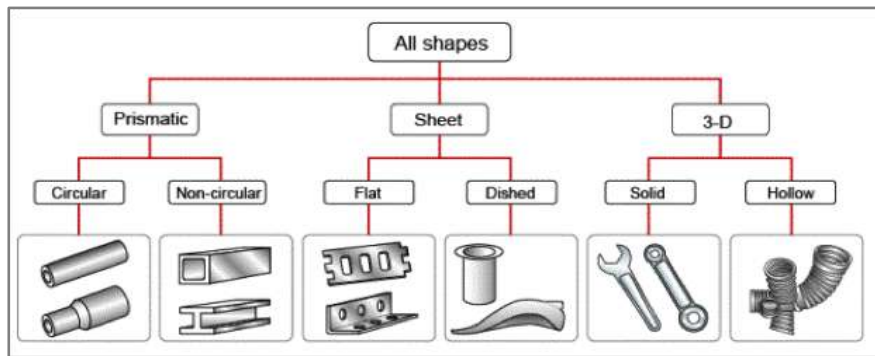 All shapes
Prismatic
Sheet
3-D
Circular
Non-circular
Flat
Dished
Solid
Hollow